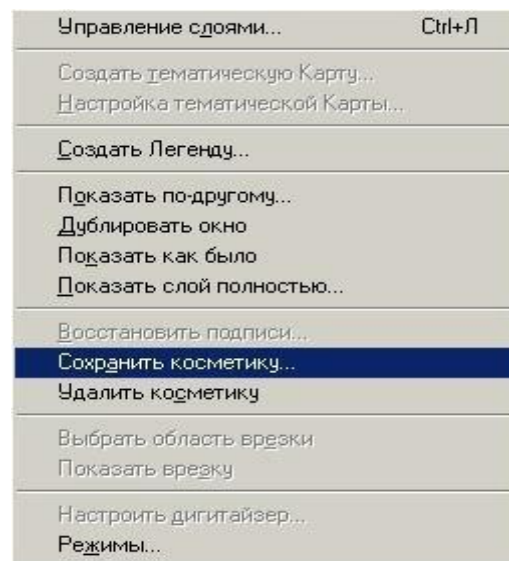 Управление слоями... Ctrl+Л
Создать тематическую Карту...
Настройка тематической Карты...
Создать Легенду...
Показать по-другому...
Дублировать окно
Показать как было
Показать слой полностью...
Восстановить подписи...
Сохранить косметику...
Удалить косметику
Выбрать область врезки
Показать врезку
Настроить дигитайзер...
Режимы...